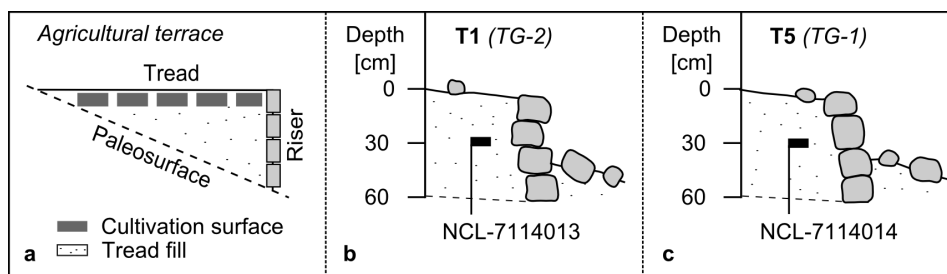 Agricultural terrace
Tread
Riser
Paleosurface
Cultivation surface
Tread fill
a
Depth
[cm]
T1 (TG-2)
0
30
60
NCL-7114013
b
Depth
[cm]
T5 (TG-1)
0
30
60
NCL-7114014
c